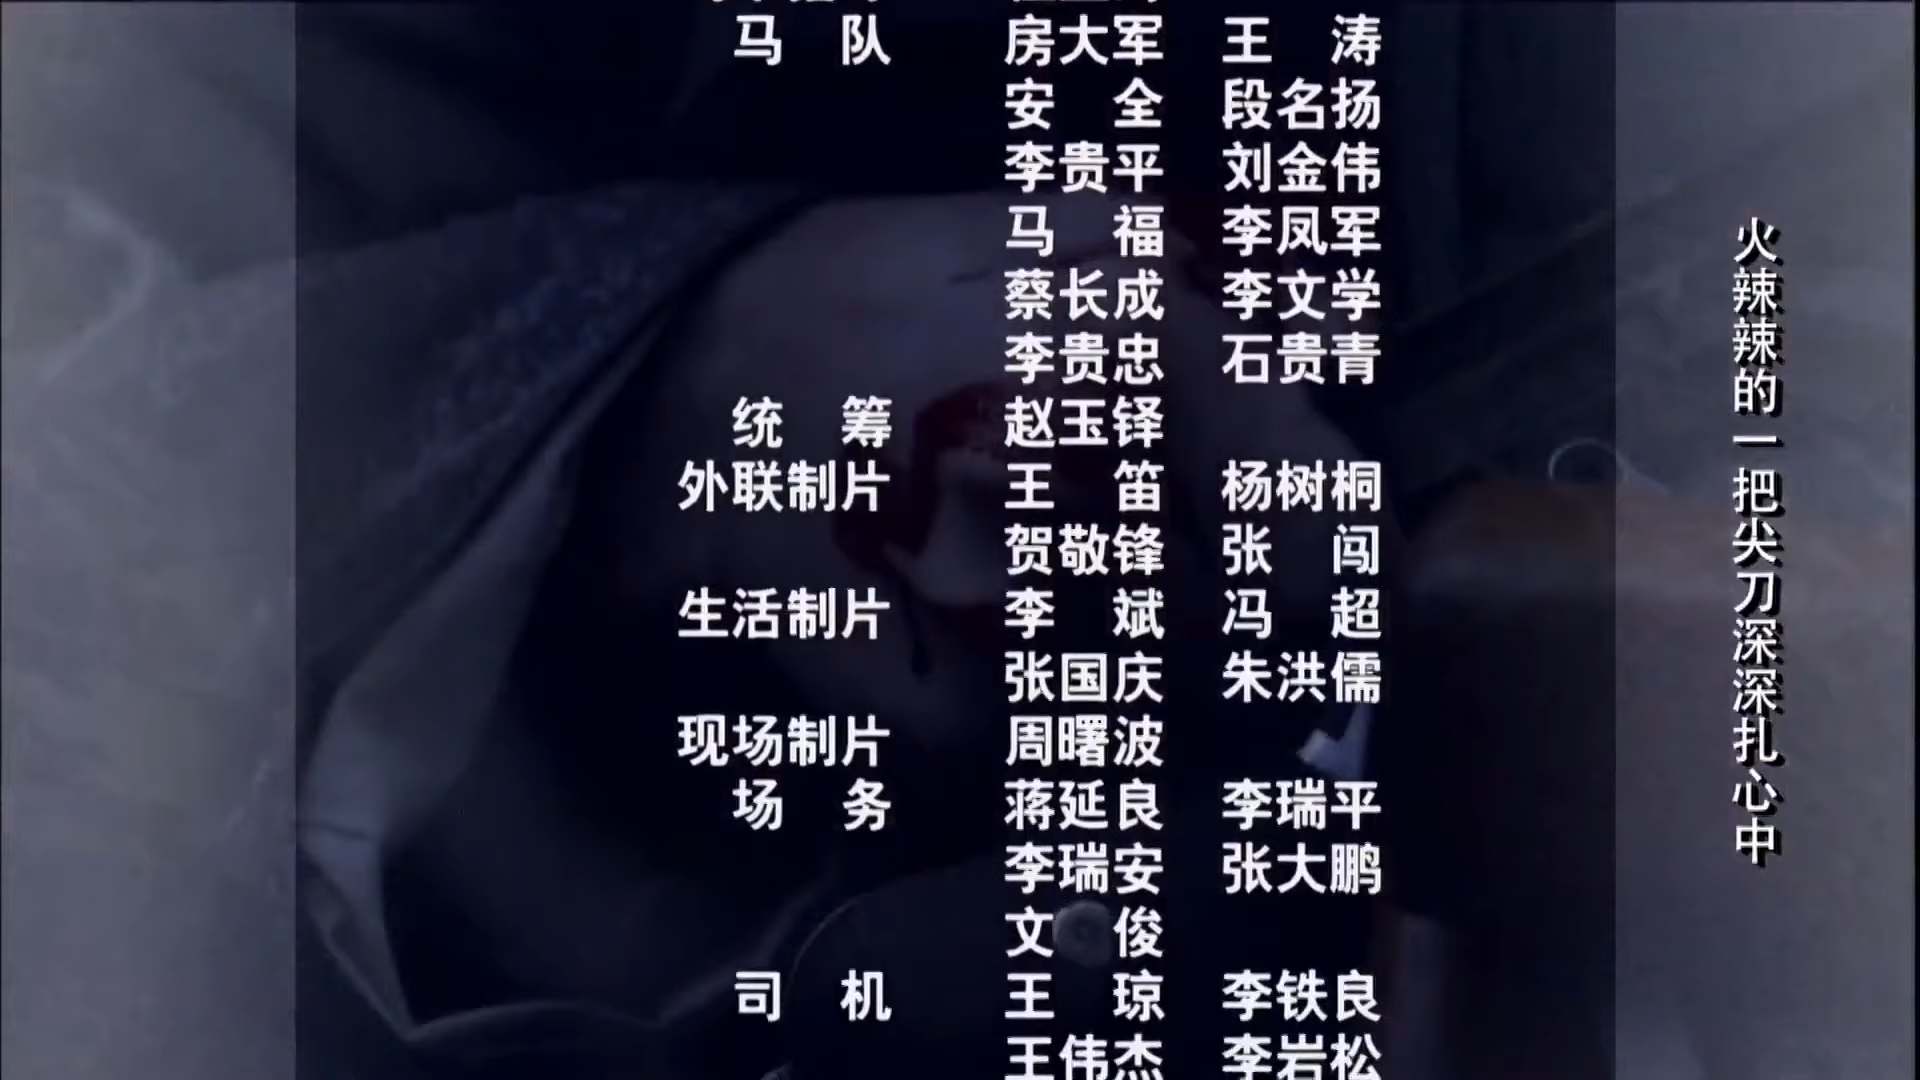 马 队 房大军 王 涛
安 全 段名扬
李贵平 刘金伟
马 福 李凤军
蔡长成 李文学
李贵忠 石贵青
统 筹 赵玉铎
外联制片 王 笛 杨树桐
贺敬锋 张 闯
生活制片 李 斌 冯 超
张国庆 朱洪儒
现场制片 周曙波
场 务 蒋延良 李瑞平
李瑞安 张大鹏
文 俊
司 机 王 琼 李铁良
王伟杰 李岩松
火辣辣的一把尖刀深深扎心中